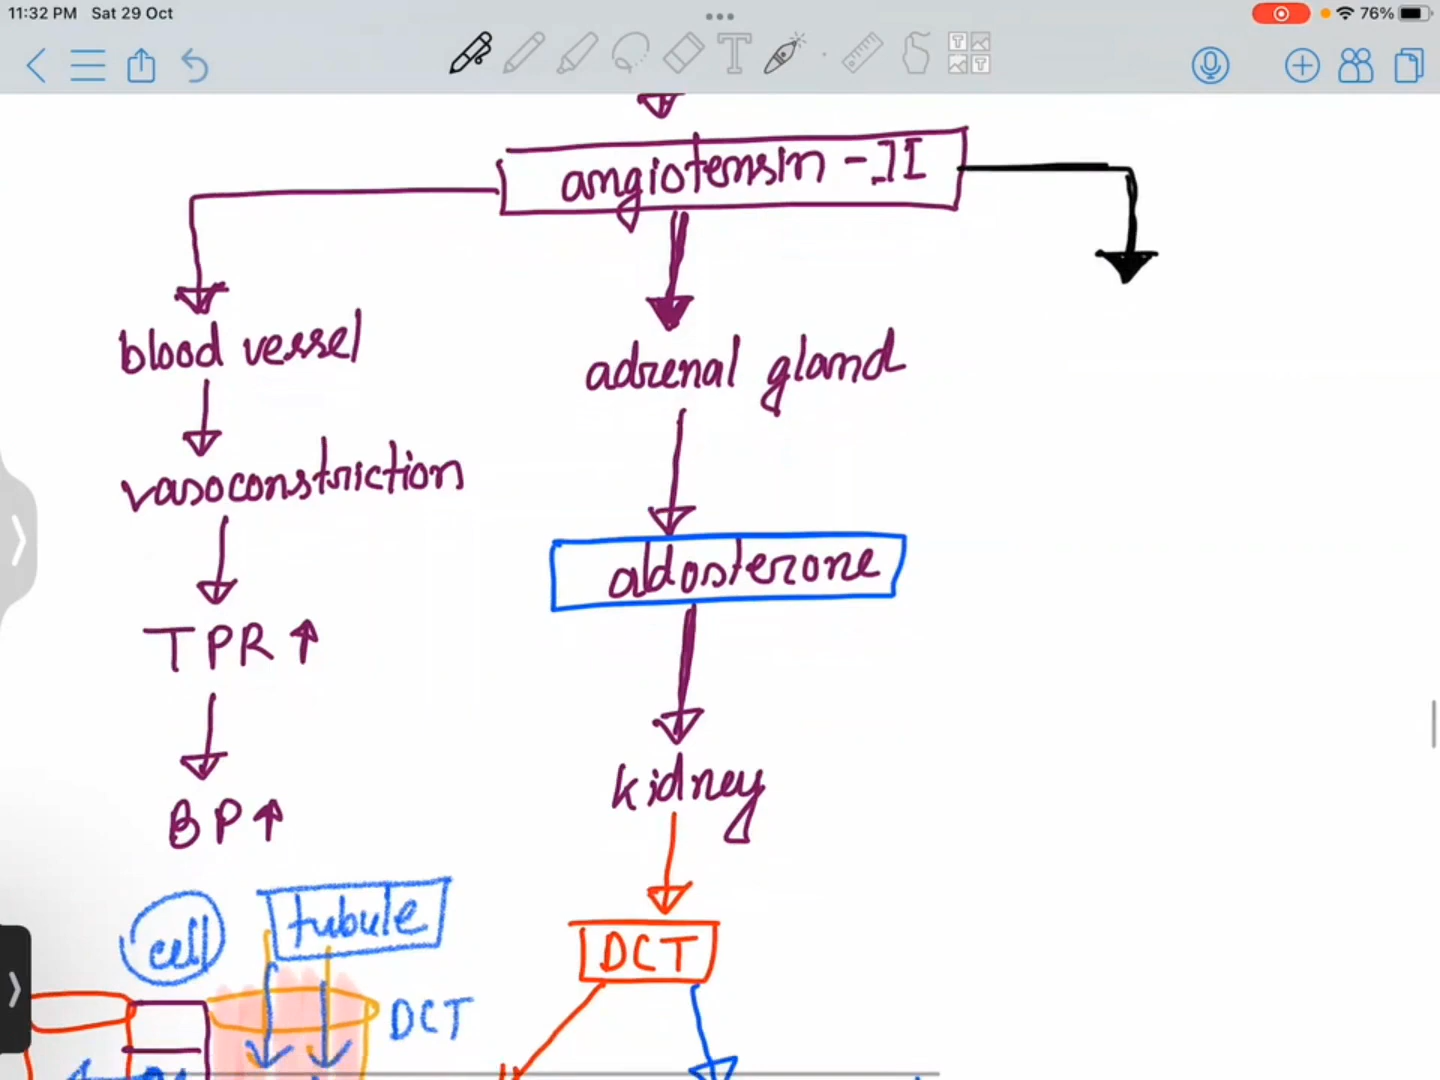 11:32 PM Sat 29 Oct
76%
angiotensin - II
blood vessel
adrenal gland
vasoconstriction
aldosterone
TPR ↑
kidney
BP ↑
cell
tubule
DCT
DCT